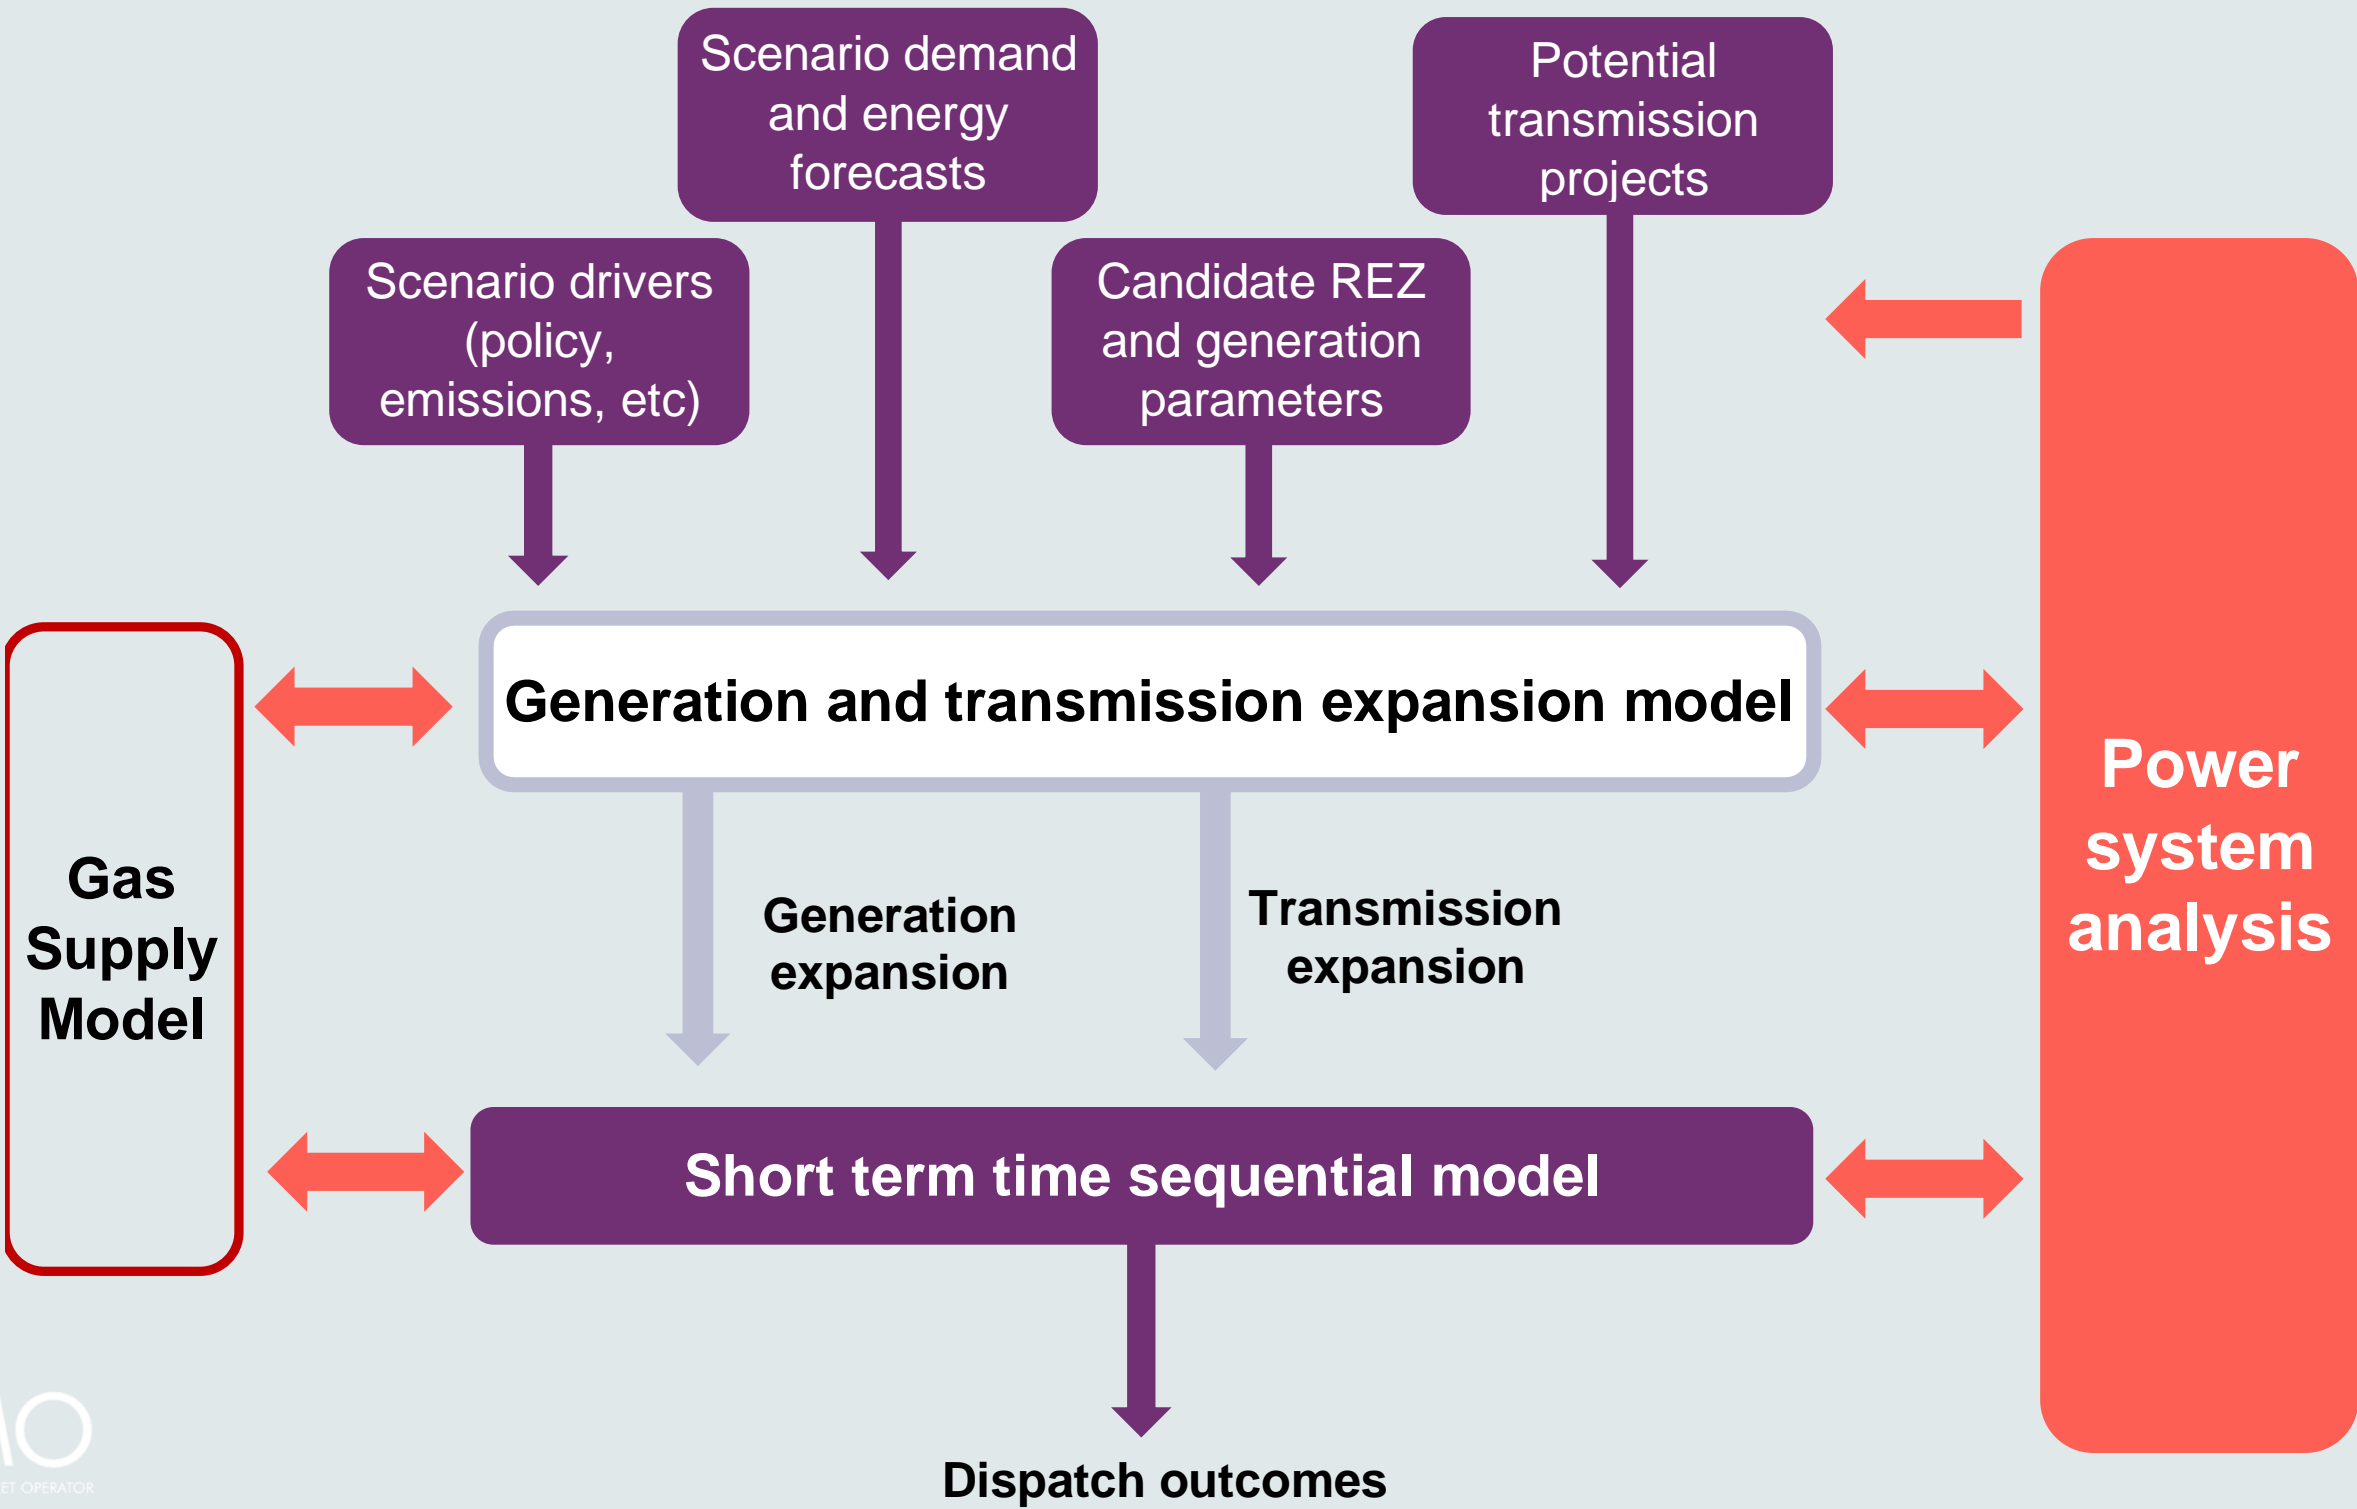 Scenario demand
and energy
forecasts
Potential
transmission
projects
Scenario drivers
(policy,
emissions, etc)
Candidate REZ
and generation
parameters
Generation and transmission expansion model
Gas
Supply
Model
Power
system
analysis
Generation
expansion
Transmission
expansion
Short term time sequential model
Dispatch outcomes
ET OPERATOR